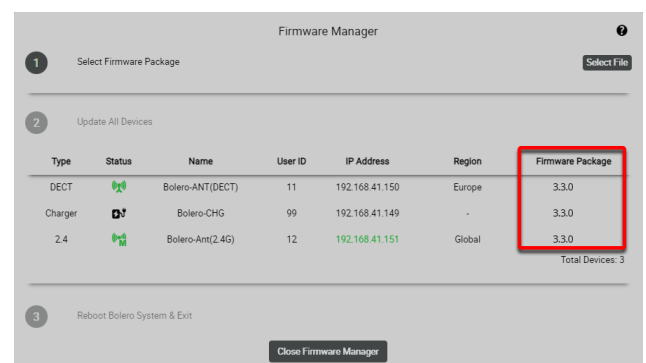 Firmware Manager
1 Select Firmware Package Select File
2 Update All Devices
Type Status Name User ID IP Address Region Firmware Package
DECT Bolero-ANT(DECT) 11 192.168.41.150 Europe 3.3.0
Charger Bolero-CHG 99 192.168.41.149 - 3.3.0
2.4 M Bolero-Ant(2.4G) 12 192.168.41.151 Global 3.3.0
Total Devices: 3
3 Reboot Bolero System & Exit
Close Firmware Manager